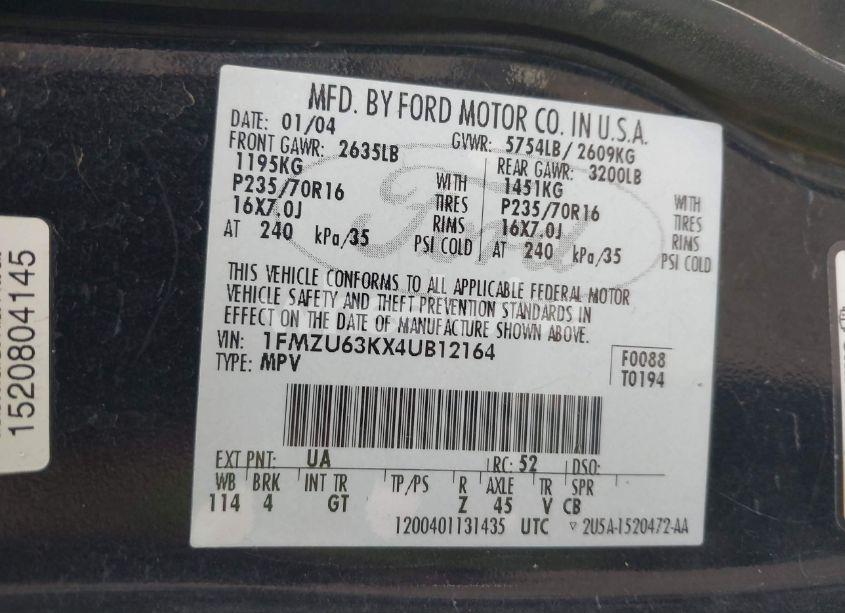 MFD. BY FORD MOTOR CO. IN U.S.A.
DATE: 01/04 GVWR: 5754LB/2609KG
FRONT GAWR: 2635LB REAR GAWR: 3200LB
1195KG WITH 1451KG WITH
P235/70R16 TIRES P235/70R16 TIRES
16X7.0J RIMS 16X7.0J RIMS
AT 240 kPa/35 PSI COLD AT 240 kPa/35 PSI COLD
Ford
THIS VEHICLE CONFORMS TO ALL APPLICABLE FEDERAL MOTOR
VEHICLE SAFETY AND THEFT PREVENTION STANDARDS IN
EFFECT ON THE DATE OF MANUFACTURE SHOWN ABOVE.
VIN: 1FMZU63KX4UB12164 F0088
TYPE: MPV T0194
EXT PNT: UA RC: 52 DSO:
WB BRK INT TR TP/PS R AXLE TR SPR
114 4 GT Z 45 V CB
1200401131435 UTC ▽ 2U5A-1520472-AA
1520804145